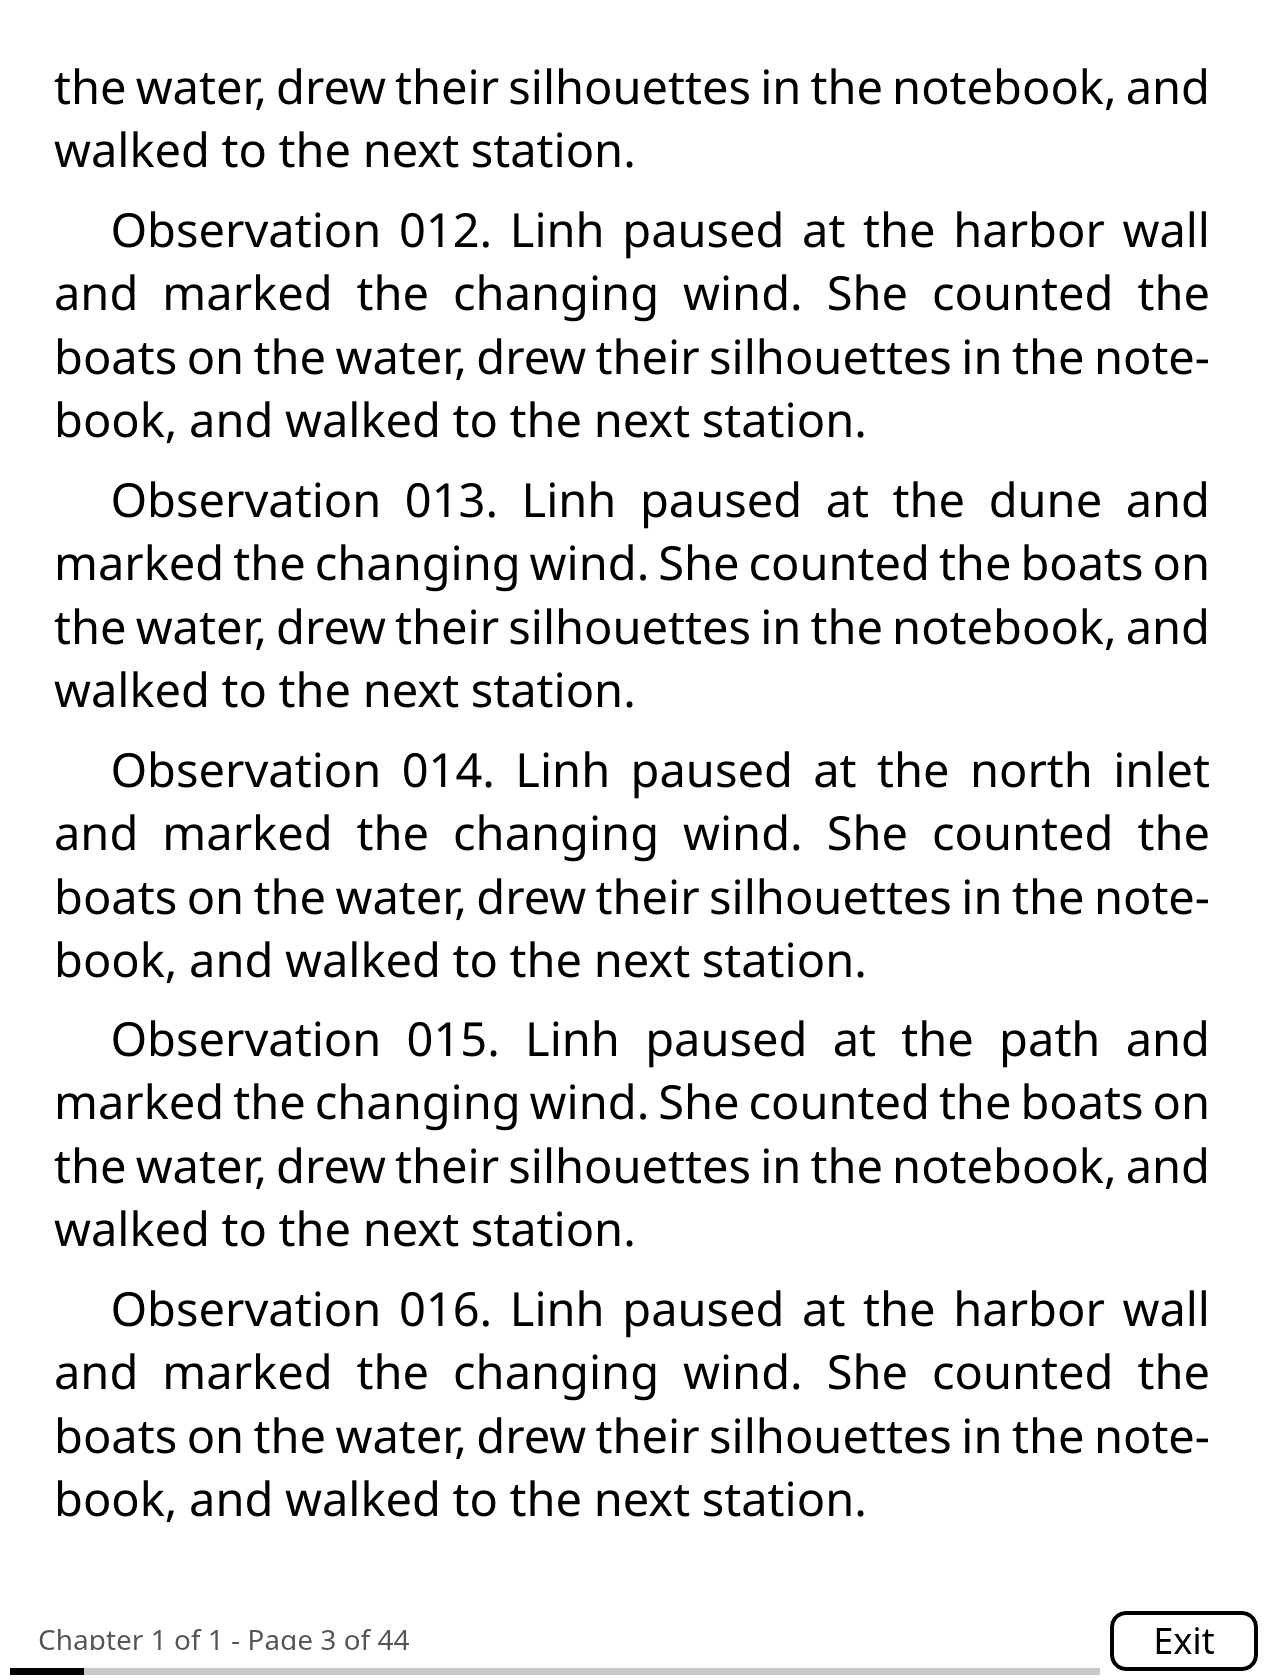 the water, drew their silhouettes in the notebook, and
walked to the next station.
Observation 012. Linh paused at the harbor wall
and marked the changing wind. She counted the
boats on the water, drew their silhouettes in the note-
book, and walked to the next station.
Observation 013. Linh paused at the dune and
marked the changing wind. She counted the boats on
the water, drew their silhouettes in the notebook, and
walked to the next station.
Observation 014. Linh paused at the north inlet
and marked the changing wind. She counted the
boats on the water, drew their silhouettes in the note-
book, and walked to the next station.
Observation 015. Linh paused at the path and
marked the changing wind. She counted the boats on
the water, drew their silhouettes in the notebook, and
walked to the next station.
Observation 016. Linh paused at the harbor wall
and marked the changing wind. She counted the
boats on the water, drew their silhouettes in the note-
book, and walked to the next station.
Chapter 1 of 1 - Page 3 of 44
Exit